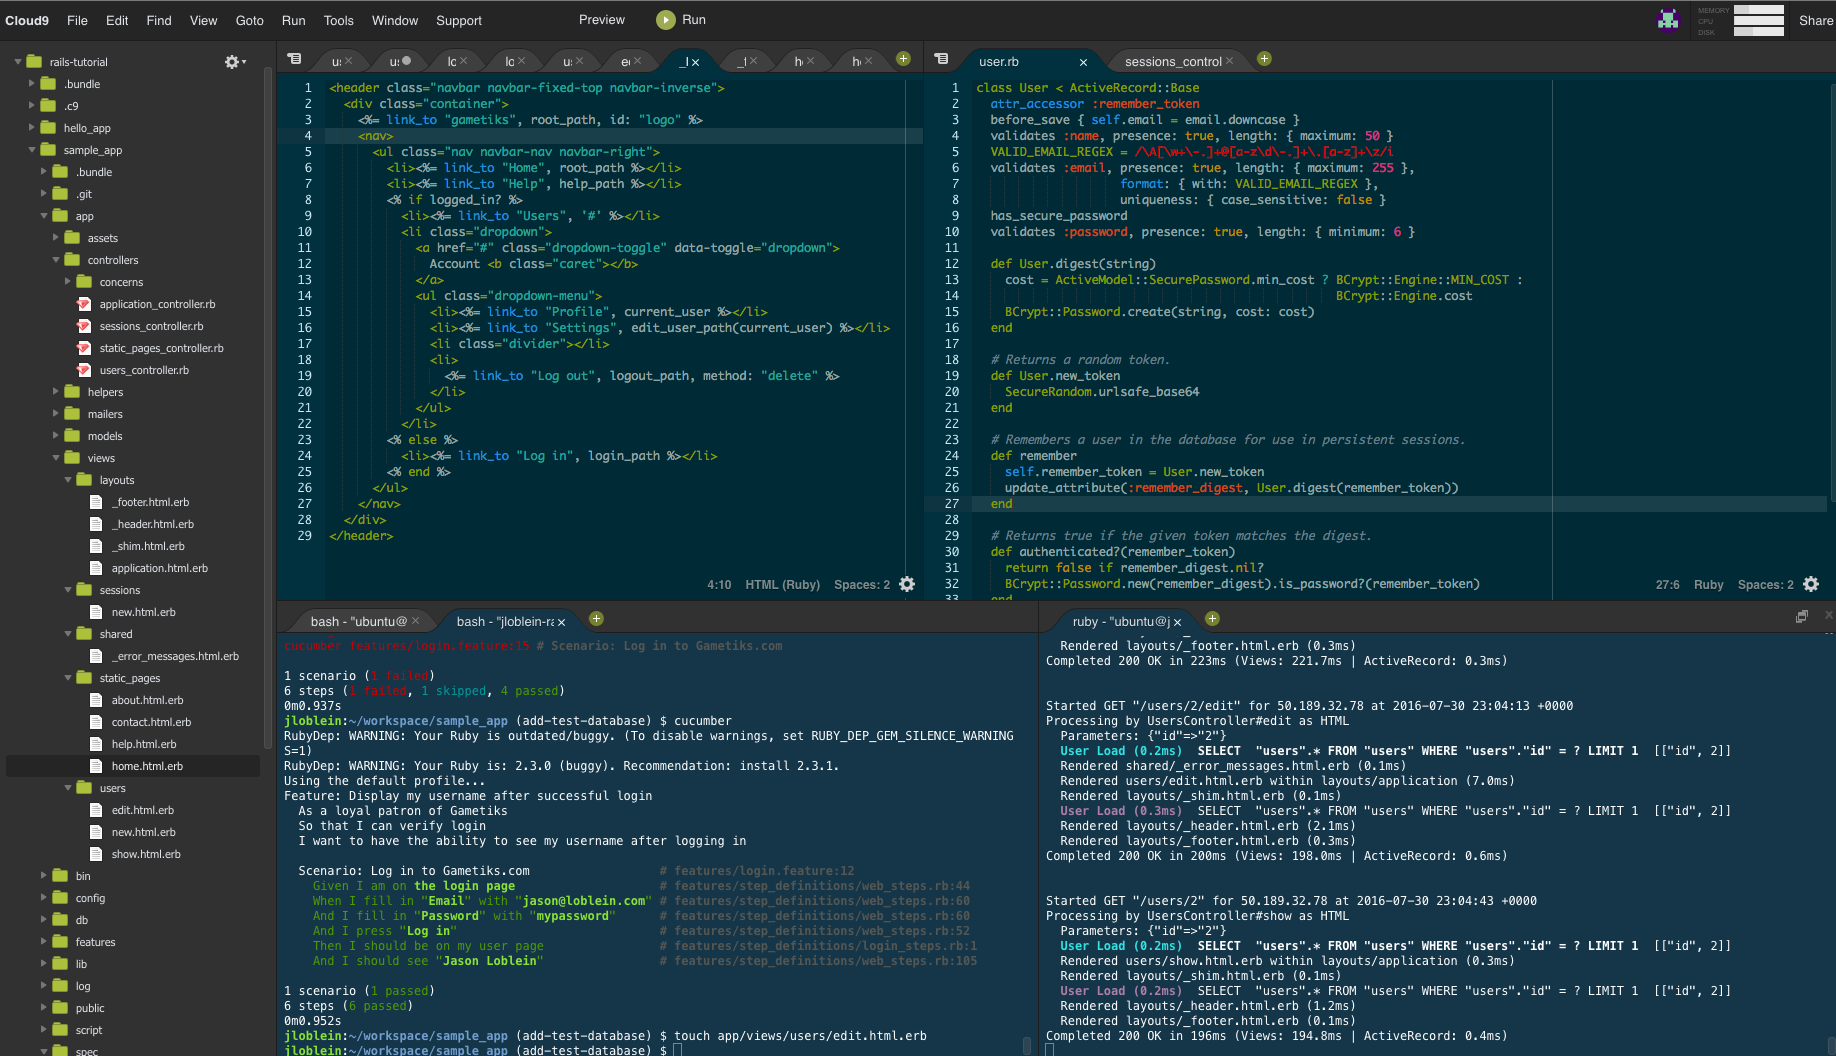 Cloud9 File Edit Find View Goto Run Tools Window Support Preview Run MEMORY CPU DISK Share
rails-tutorial
.bundle
.c9
hello_app
sample_app
.bundle
.git
app
assets
controllers
concerns
application_controller.rb
sessions_controller.rb
static_pages_controller.rb
users_controller.rb
helpers
mailers
models
views
layouts
_footer.html.erb
_header.html.erb
_shim.html.erb
application.html.erb
sessions
new.html.erb
shared
_error_messages.html.erb
static_pages
about.html.erb
contact.html.erb
help.html.erb
home.html.erb
users
edit.html.erb
new.html.erb
show.html.erb
bin
config
db
features
lib
log
public
script
spec
1 <header class="navbar navbar-fixed-top navbar-inverse">
2 <div class="container">
3 <%= link_to "gametiks", root_path, id: "logo" %>
4 <nav>
5 <ul class="nav navbar-nav navbar-right">
6 <li><%= link_to "Home", root_path %></li>
7 <li><%= link_to "Help", help_path %></li>
8 <% if logged_in? %>
9 <li><%= link_to "Users", '#' %></li>
10 <li class="dropdown">
11 <a href="#" class="dropdown-toggle" data-toggle="dropdown">
12 Account <b class="caret"></b>
13 </a>
14 <ul class="dropdown-menu">
15 <li><%= link_to "Profile", current_user %></li>
16 <li><%= link_to "Settings", edit_user_path(current_user) %></li>
17 <li class="divider"></li>
18 <li>
19 <%= link_to "Log out", logout_path, method: "delete" %>
20 </li>
21 </ul>
22 </li>
23 <% else %>
24 <li><%= link_to "Log in", login_path %></li>
25 <% end %>
26 </ul>
27 </nav>
28 </div>
29 </header>
4:10 HTML (Ruby) Spaces: 2
user.rb sessions_control
1 class User < ActiveRecord::Base
2 attr_accessor :remember_token
3 before_save { self.email = email.downcase }
4 validates :name, presence: true, length: { maximum: 50 }
5 VALID_EMAIL_REGEX = /\A[\w+\-.]+@[a-z\d\-.]+\.[a-z]+\z/i
6 validates :email, presence: true, length: { maximum: 255 },
7 format: { with: VALID_EMAIL_REGEX },
8 uniqueness: { case_sensitive: false }
9 has_secure_password
10 validates :password, presence: true, length: { minimum: 6 }
11
12 def User.digest(string)
13 cost = ActiveModel::SecurePassword.min_cost ? BCrypt::Engine::MIN_COST :
14 BCrypt::Engine.cost
15 BCrypt::Password.create(string, cost: cost)
16 end
17
18 # Returns a random token.
19 def User.new_token
20 SecureRandom.urlsafe_base64
21 end
22
23 # Remembers a user in the database for use in persistent sessions.
24 def remember
25 self.remember_token = User.new_token
26 update_attribute(:remember_digest, User.digest(remember_token))
27 end
28
29 # Returns true if the given token matches the digest.
30 def authenticated?(remember_token)
31 return false if remember_digest.nil?
32 BCrypt::Password.new(remember_digest).is_password?(remember_token)
33 end
27:6 Ruby Spaces: 2
bash - "ubuntu@ bash - "jloblein-ra
cucumber features/login.feature:15 # Scenario: Log in to Gametiks.com
1 scenario (1 failed)
6 steps (1 failed, 1 skipped, 4 passed)
0m0.937s
jloblein:~/workspace/sample_app (add-test-database) $ cucumber
RubyDep: WARNING: Your Ruby is outdated/buggy. (To disable warnings, set RUBY_DEP_GEM_SILENCE_WARNING
S=1)
RubyDep: WARNING: Your Ruby is: 2.3.0 (buggy). Recommendation: install 2.3.1.
Using the default profile...
Feature: Display my username after successful login
As a loyal patron of Gametiks
So that I can verify login
I want to have the ability to see my username after logging in
Scenario: Log in to Gametiks.com # features/login.feature:12
Given I am on the login page # features/step_definitions/web_steps.rb:44
When I fill in "Email" with "jason@loblein.com" # features/step_definitions/web_steps.rb:60
And I fill in "Password" with "mypassword" # features/step_definitions/web_steps.rb:60
And I press "Log in" # features/step_definitions/web_steps.rb:52
Then I should be on my user page # features/step_definitions/login_steps.rb:1
And I should see "Jason Loblein" # features/step_definitions/web_steps.rb:105
1 scenario (1 passed)
6 steps (6 passed)
0m0.952s
jloblein:~/workspace/sample_app (add-test-database) $ touch app/views/users/edit.html.erb
jloblein:~/workspace/sample_app (add-test-database) $
ruby - "ubuntu@j
Rendered layouts/_footer.html.erb (0.3ms)
Completed 200 OK in 223ms (Views: 221.7ms | ActiveRecord: 0.3ms)
Started GET "/users/2/edit" for 50.189.32.78 at 2016-07-30 23:04:13 +0000
Processing by UsersController#edit as HTML
Parameters: {"id"=>"2"}
User Load (0.2ms) SELECT "users".* FROM "users" WHERE "users"."id" = ? LIMIT 1 [["id", 2]]
Rendered shared/_error_messages.html.erb (0.1ms)
Rendered users/edit.html.erb within layouts/application (7.0ms)
Rendered layouts/_shim.html.erb (0.1ms)
User Load (0.3ms) SELECT "users".* FROM "users" WHERE "users"."id" = ? LIMIT 1 [["id", 2]]
Rendered layouts/_header.html.erb (2.1ms)
Rendered layouts/_footer.html.erb (0.3ms)
Completed 200 OK in 200ms (Views: 198.0ms | ActiveRecord: 0.6ms)
Started GET "/users/2" for 50.189.32.78 at 2016-07-30 23:04:43 +0000
Processing by UsersController#show as HTML
Parameters: {"id"=>"2"}
User Load (0.2ms) SELECT "users".* FROM "users" WHERE "users"."id" = ? LIMIT 1 [["id", 2]]
Rendered users/show.html.erb within layouts/application (0.3ms)
Rendered layouts/_shim.html.erb (0.1ms)
User Load (0.2ms) SELECT "users".* FROM "users" WHERE "users"."id" = ? LIMIT 1 [["id", 2]]
Rendered layouts/_header.html.erb (1.2ms)
Rendered layouts/_footer.html.erb (0.1ms)
Completed 200 OK in 196ms (Views: 194.8ms | ActiveRecord: 0.4ms)